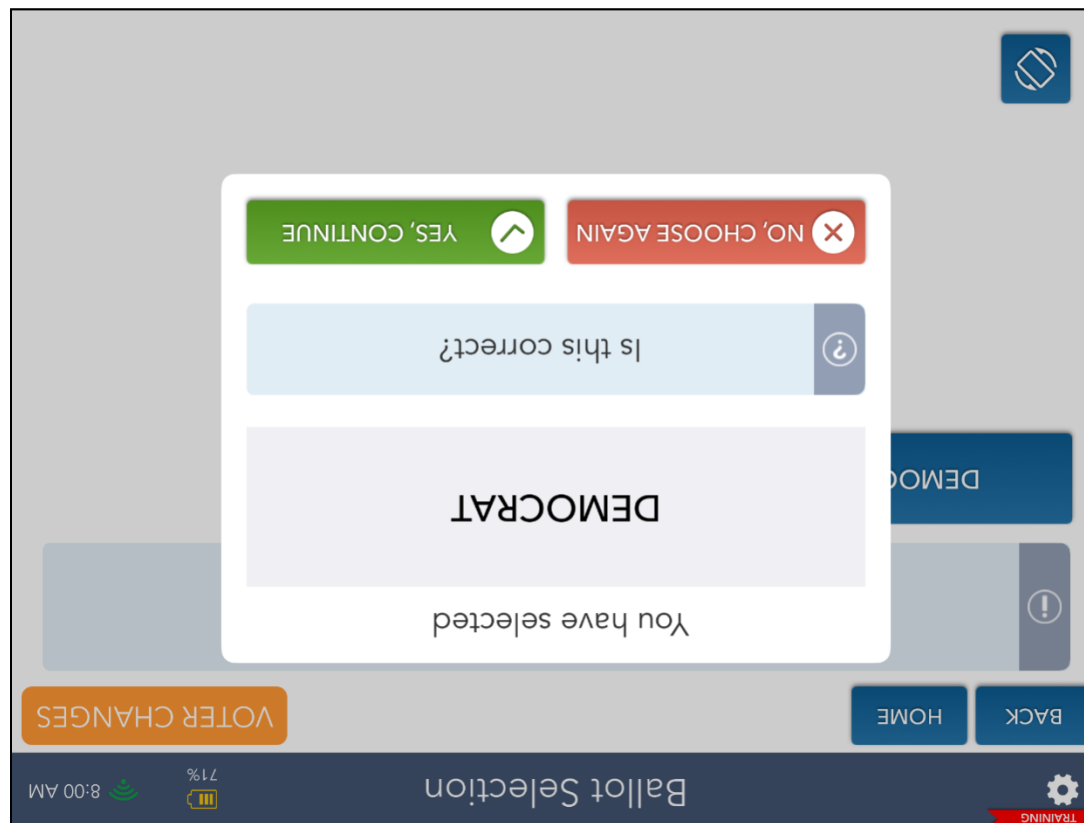 TRAINING
Ballot Selection
71%
8:00 AM
BACK
HOME
VOTER CHANGES
You have selected
DEMOCRAT
DEMOC
Is this correct?
NO, CHOOSE AGAIN
YES, CONTINUE